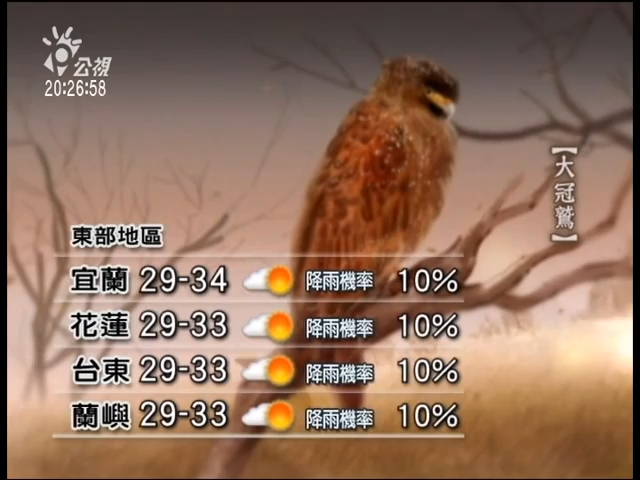 公視
20:26:58
【大冠鷲】
東部地區
宜蘭 29-34 降雨機率 10%
花蓮 29-33 降雨機率 10%
台東 29-33 降雨機率 10%
蘭嶼 29-33 降雨機率 10%